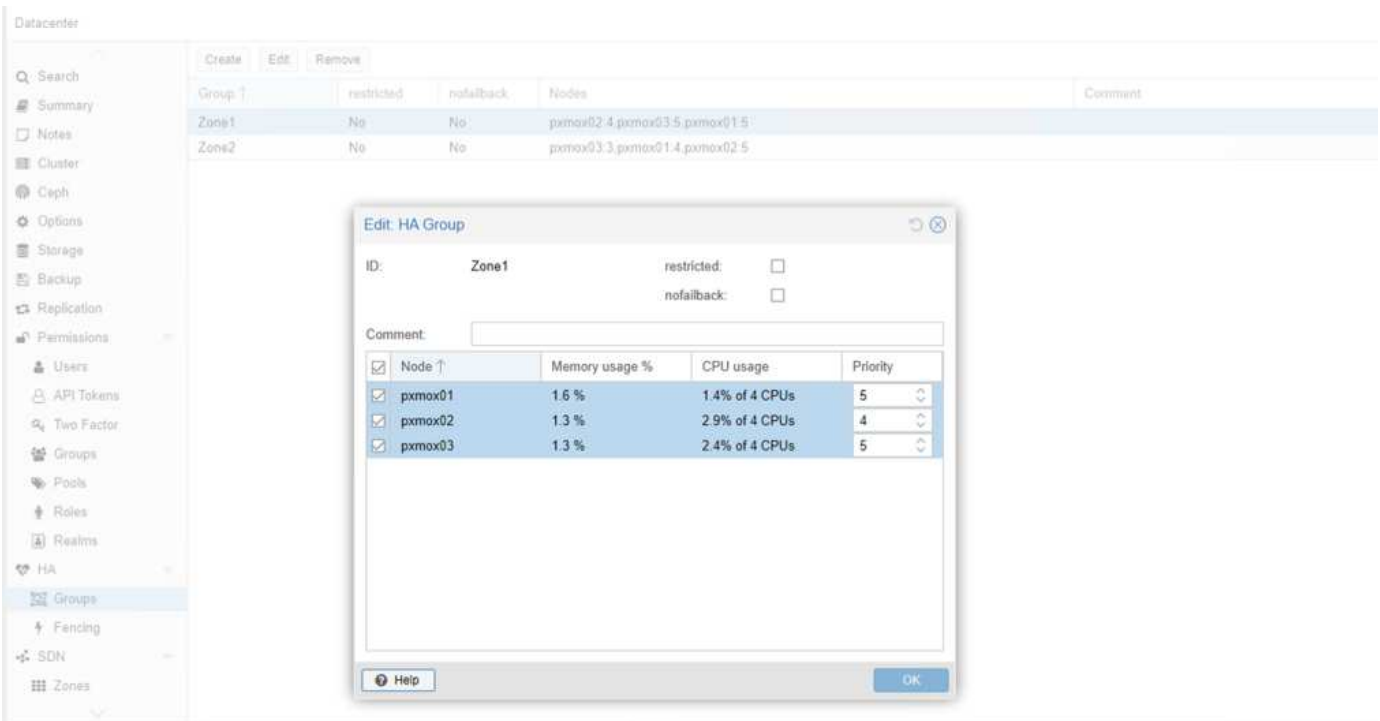 Datacenter
Create Edit Remove
Search
Group ↑ restricted nofailback Nodes Comment
Summary
Zone1 No No pxmox02:4,pxmox03:5,pxmox01:5
Notes
Zone2 No No pxmox03:3,pxmox01:4,pxmox02:5
Cluster
Ceph
Options
Storage
Backup
Replication
Permissions
Users
API Tokens
Two Factor
Groups
Pools
Roles
Realms
HA
Groups
Fencing
SDN
Zones
Edit: HA Group
ID: Zone1 restricted:
nofailback:
Comment:
Node ↑ Memory usage % CPU usage Priority
pxmox01 1.6 % 1.4% of 4 CPUs 5
pxmox02 1.3 % 2.9% of 4 CPUs 4
pxmox03 1.3 % 2.4% of 4 CPUs 5
Help OK